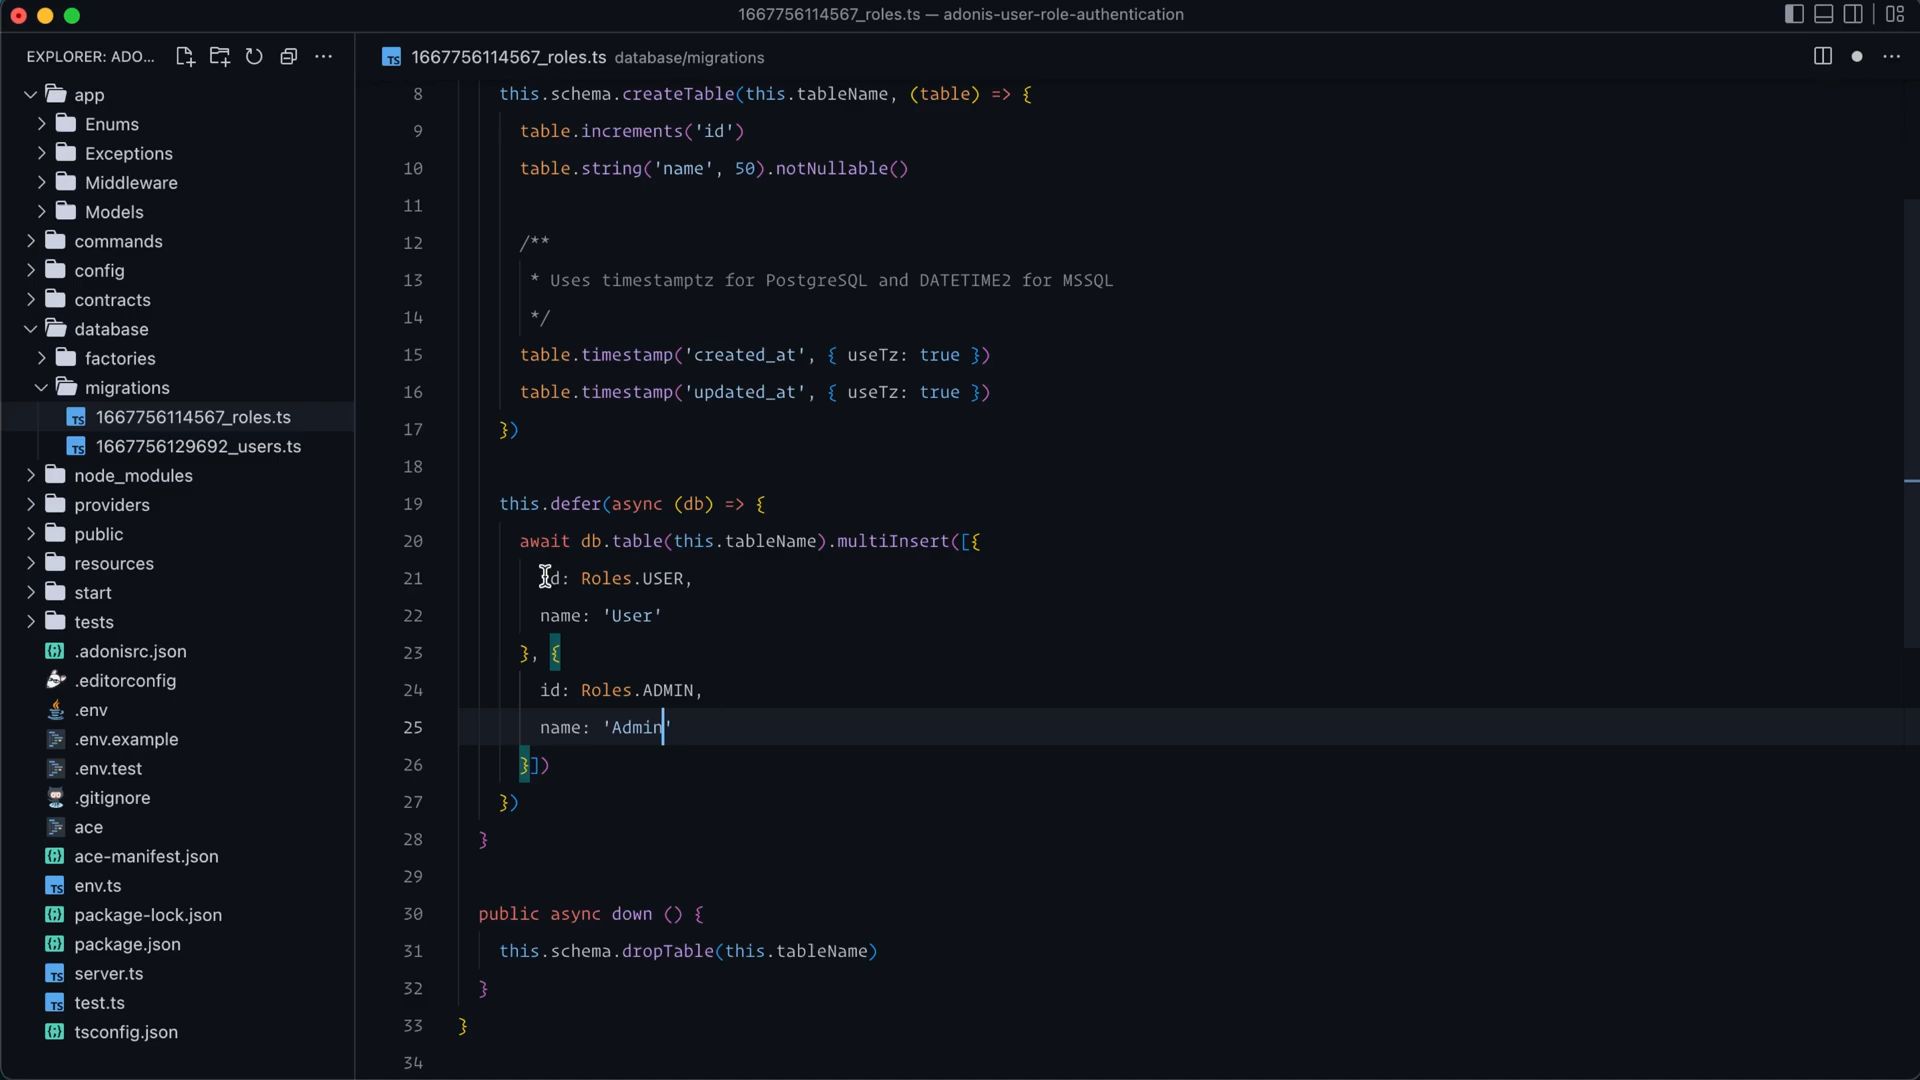 1667756114567_roles.ts — adonis-user-role-authentication
EXPLORER: ADO...
app
Enums
Exceptions
Middleware
Models
commands
config
contracts
database
factories
migrations
1667756114567_roles.ts
1667756129692_users.ts
node_modules
providers
public
resources
start
tests
.adonisrc.json
.editorconfig
.env
.env.example
.env.test
.gitignore
ace
ace-manifest.json
env.ts
package-lock.json
package.json
server.ts
test.ts
tsconfig.json
1667756114567_roles.ts database/migrations
8 this.schema.createTable(this.tableName, (table) => {
9 table.increments('id')
10 table.string('name', 50).notNullable()
11
12 /**
13 * Uses timestamptz for PostgreSQL and DATETIME2 for MSSQL
14 */
15 table.timestamp('created_at', { useTz: true })
16 table.timestamp('updated_at', { useTz: true })
17 })
18
19 this.defer(async (db) => {
20 await db.table(this.tableName).multiInsert([{
21 id: Roles.USER,
22 name: 'User'
23 }, {
24 id: Roles.ADMIN,
25 name: 'Admin'
26 }])
27 })
28 }
29
30 public async down () {
31 this.schema.dropTable(this.tableName)
32 }
33 }
34